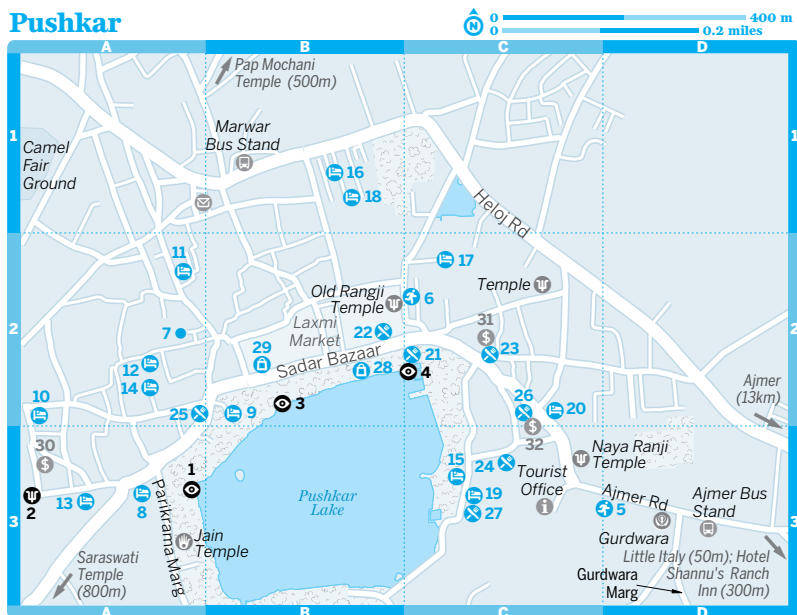 Pushkar
N
0 400 m
0 0.2 miles
A B C D
Pap Mochani
Temple (500m)
1 1
Marwar
Bus Stand
Camel
Fair
Ground
16
18
Heloj Rd
11
17
Temple
Old Rangji
Temple
6
2 2
7
Laxmi
Market
22
31
29
Sadar Bazaar
21
23
12
28
4
14
Ajmer
(13km)
10
25
9
3
26
20
30
32
1
15
24
Naya Ranji
Temple
Pushkar
Lake
Tourist
Office
19
27
2
13
8
Parikrama Marg
3 3
5
Ajmer Rd
Ajmer Bus
Stand
Jain
Temple
Gurdwara
Saraswati
Temple
(800m)
Little Italy (50m); Hotel
Shannu's Ranch
Inn (300m)
Gurdwara
Marg
A B C D